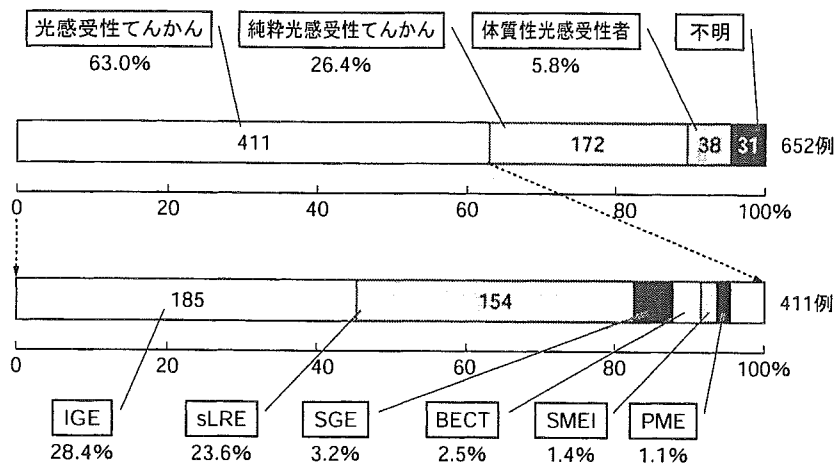 光感受性てんかん 純粋光感受性てんかん 体質性光感受性者 不明
63.0% 26.4% 5.8%
411 172 38 31 652例
0 20 40 60 80 100%
185 154 411例
0 20 40 60 80 100%
IGE sLRE SGE BECT SMEI PME
28.4% 23.6% 3.2% 2.5% 1.4% 1.1%